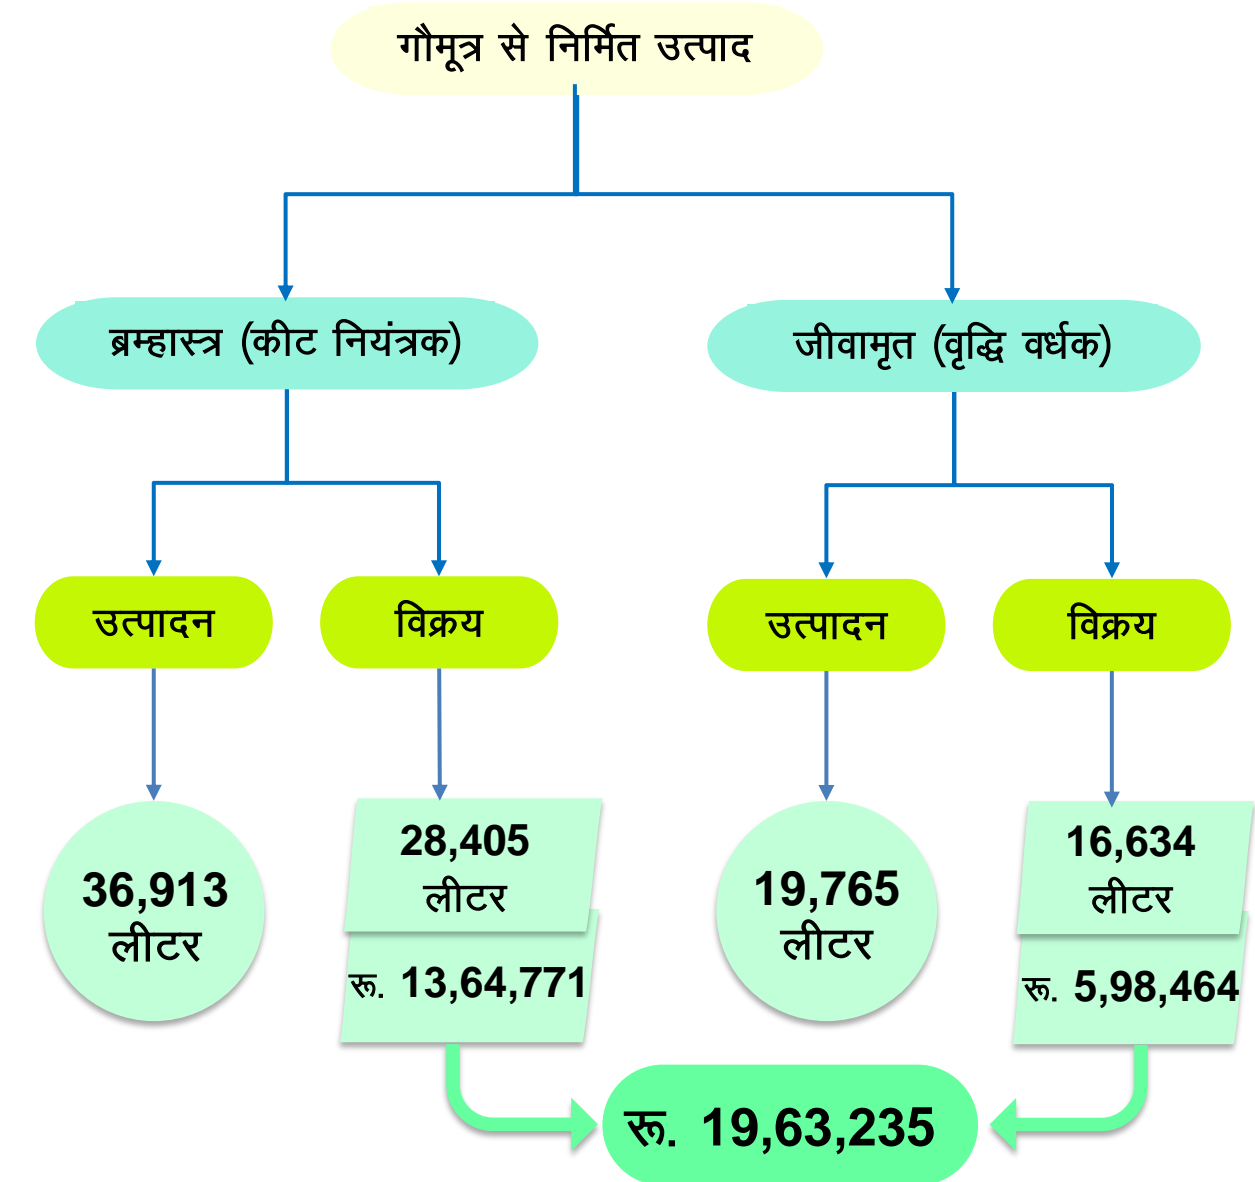 गौमूत्र से निर्मित उत्पाद
ब्रम्हास्त्र (कीट नियंत्रक)
जीवामृत (वृद्धि वर्धक)
उत्पादन
विक्रय
उत्पादन
विक्रय
36,913
लीटर
28,405
लीटर
रू. 13,64,771
19,765
लीटर
16,634
लीटर
रू. 5,98,464
रू. 19,63,235